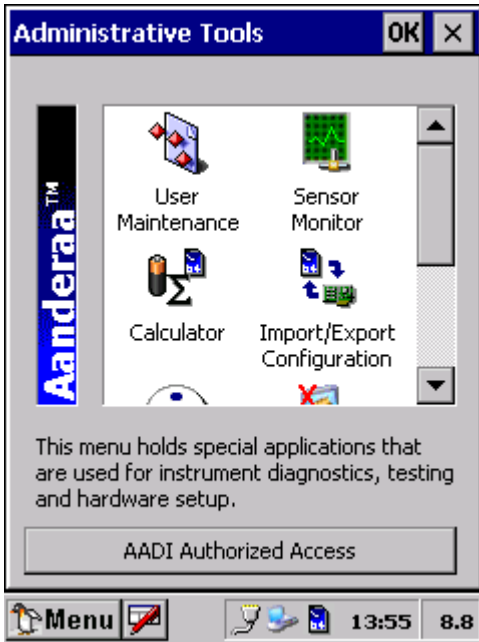 Administrative Tools OK
Aanderaa™
User Maintenance
Sensor Monitor
Calculator
Import/Export Configuration
This menu holds special applications that
are used for instrument diagnostics, testing
and hardware setup.
AADI Authorized Access
Menu 13:55 8.8